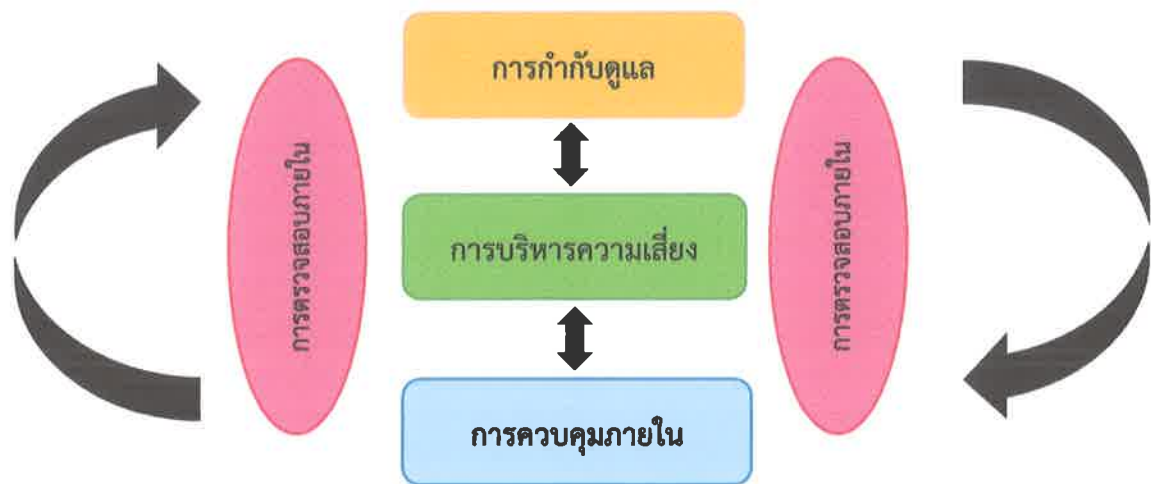 การกำกับดูแล
การตรวจสอบภายใน
การบริหารความเสี่ยง
การตรวจสอบภายใน
การควบคุมภายใน